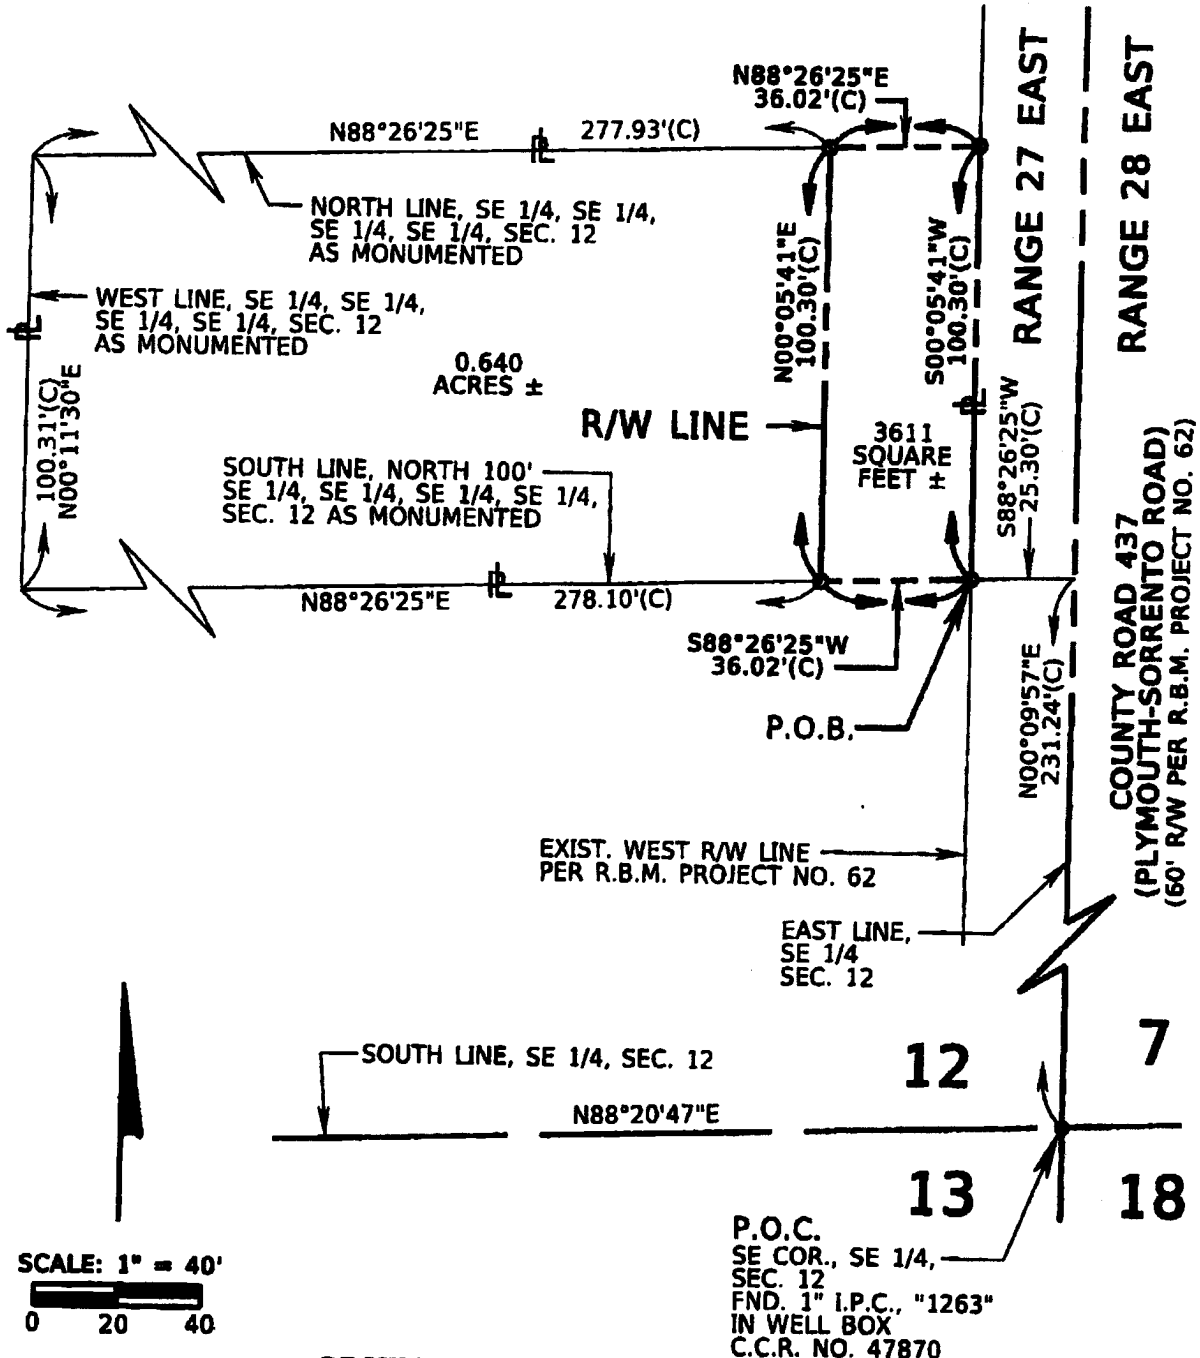 N88°26'25"E
36.02'(C)
RANGE 27 EAST
RANGE 28 EAST
N88°26'25"E
277.93'(C)
NORTH LINE, SE 1/4, SE 1/4,
SE 1/4, SE 1/4, SEC. 12
AS MONUMENTED
WEST LINE, SE 1/4, SE 1/4,
SE 1/4, SE 1/4, SEC. 12
AS MONUMENTED
N00°05'41"E
100.30'(C)
S00°05'41"W
100.30'(C)
0.640
ACRES ±
100.31'(C)
N00°11'30"E
R/W LINE
3611
SQUARE
FEET ±
S88°26'25"W
25.30'(C)
SOUTH LINE, NORTH 100'
SE 1/4, SE 1/4, SE 1/4, SE 1/4,
SEC. 12 AS MONUMENTED
COUNTY ROAD 437
(PLYMOUTH-SORRENTO ROAD)
(60' R/W PER R.B.M. PROJECT NO. 62)
N88°26'25"E
278.10'(C)
S88°26'25"W
36.02'(C)
P.O.B.
N00°09'57"E
231.24'(C)
EXIST. WEST R/W LINE
PER R.B.M. PROJECT NO. 62
EAST LINE,
SE 1/4
SEC. 12
SOUTH LINE, SE 1/4, SEC. 12
12
7
N88°20'47"E
13
18
P.O.C.
SE COR., SE 1/4,
SEC. 12
FND. 1" I.P.C., "1263"
IN WELL BOX
C.C.R. NO. 47870
SCALE: 1" = 40'
0 20 40